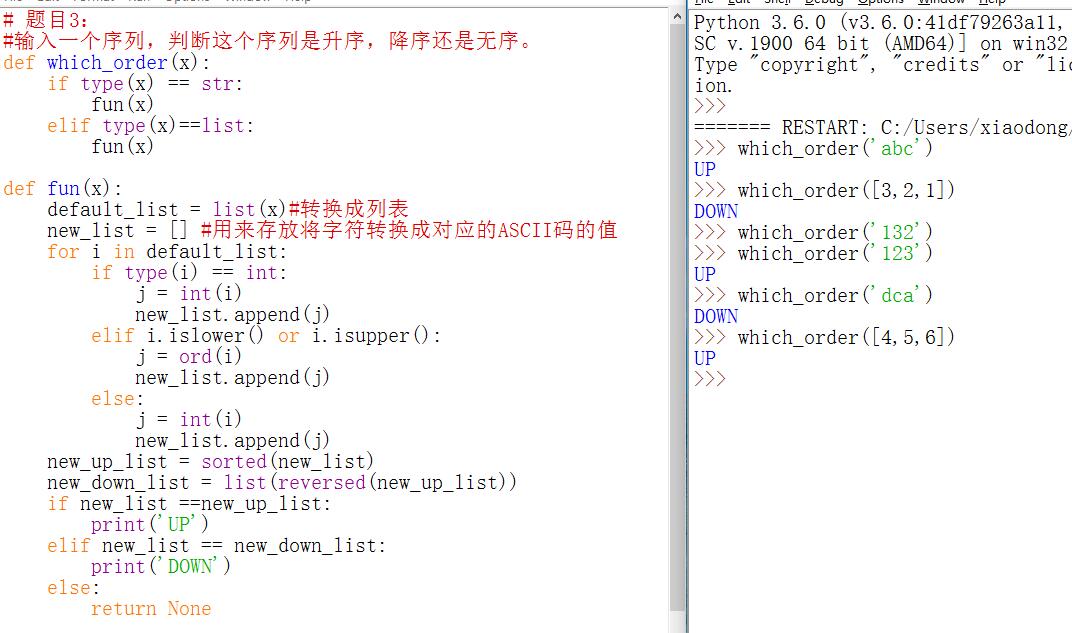 # 题目3：
#输入一个序列，判断这个序列是升序，降序还是无序。
def which_order(x):
    if type(x) == str:
        fun(x)
    elif type(x)==list:
        fun(x)

def fun(x):
    default_list = list(x)#转换成列表
    new_list = [] #用来存放将字符转换成对应的ASCII码的值
    for i in default_list:
        if type(i) == int:
            j = int(i)
            new_list.append(j)
        elif i.islower() or i.isupper():
            j = ord(i)
            new_list.append(j)
        else:
            j = int(i)
            new_list.append(j)
    new_up_list = sorted(new_list)
    new_down_list = list(reversed(new_up_list))
    if new_list ==new_up_list:
        print('UP')
    elif new_list == new_down_list:
        print('DOWN')
    else:
        return None
Python 3.6.0 (v3.6.0:41df79263a11,
SC v.1900 64 bit (AMD64)] on win32
Type "copyright", "credits" or "lic
ion.
>>>
======= RESTART: C:/Users/xiaodong/
>>> which_order('abc')
UP
>>> which_order([3,2,1])
DOWN
>>> which_order('132')
>>> which_order('123')
UP
>>> which_order('dca')
DOWN
>>> which_order([4,5,6])
UP
>>>